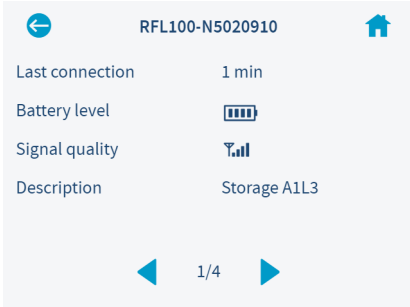 RFL100-N5020910
Last connection 1 min
Battery level
Signal quality
Description Storage A1L3
1/4